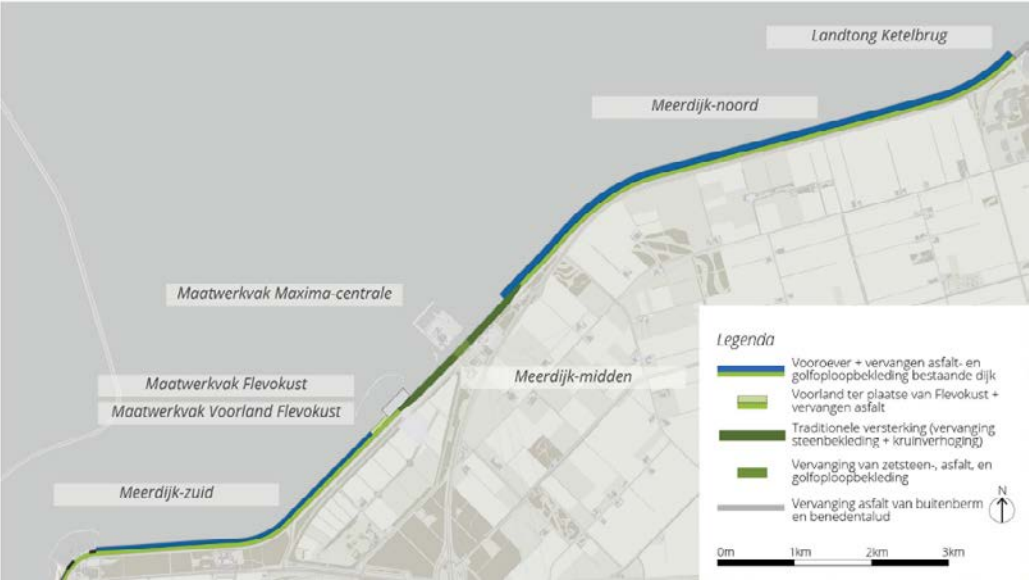 Landtong Ketelbrug
Meerdijk-noord
Maatwerkvak Maxima-centrale
Meerdijk-midden
Maatwerkvak Flevokust
Maatwerkvak Voorland Flevokust
Meerdijk-zuid
Legenda
Vooroever + vervangen asfalt- en
golfoploopbekleding bestaande dijk
Voorland ter plaatse van Flevokust +
vervangen asfalt
Traditionele versterking (vervanging
steenbekleding + kruinverhoging)
Vervanging van zetsteen-, asfalt, en
golfoploopbekleding
Vervanging asfalt van buitenberm
en benedentalud
N
0m 1km 2km 3km